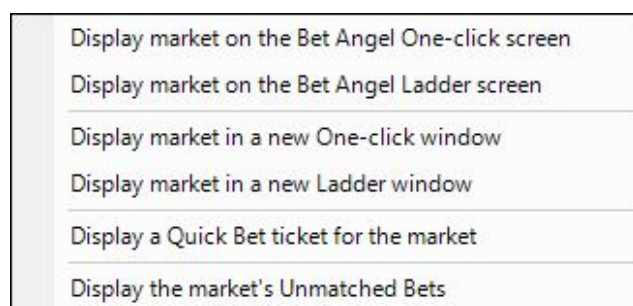 Display market on the Bet Angel One-click screen
Display market on the Bet Angel Ladder screen
Display market in a new One-click window
Display market in a new Ladder window
Display a Quick Bet ticket for the market
Display the market's Unmatched Bets